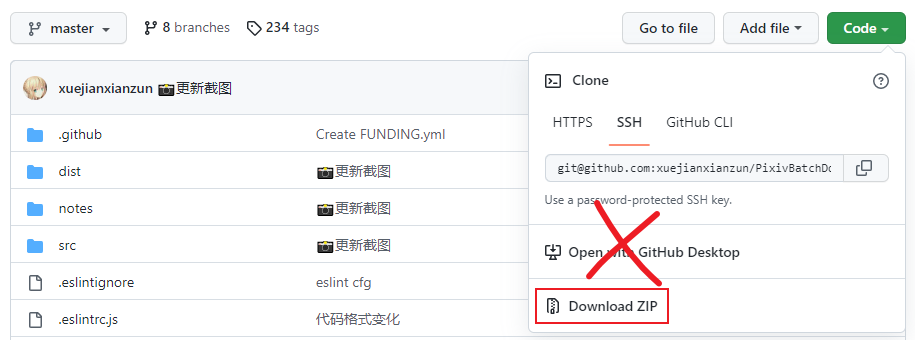 master 8 branches 234 tags Go to file Add file Code
xuejianxianzun 📷更新截图
Clone
HTTPS SSH GitHub CLI
git@github.com:xuejianxianzun/PixivBatchDo
Use a password-protected SSH key.
Open with GitHub Desktop
Download ZIP
.github Create FUNDING.yml
dist 📷更新截图
notes 📷更新截图
src 📷更新截图
.eslintignore eslint cfg
.eslintrc.js 代码格式变化